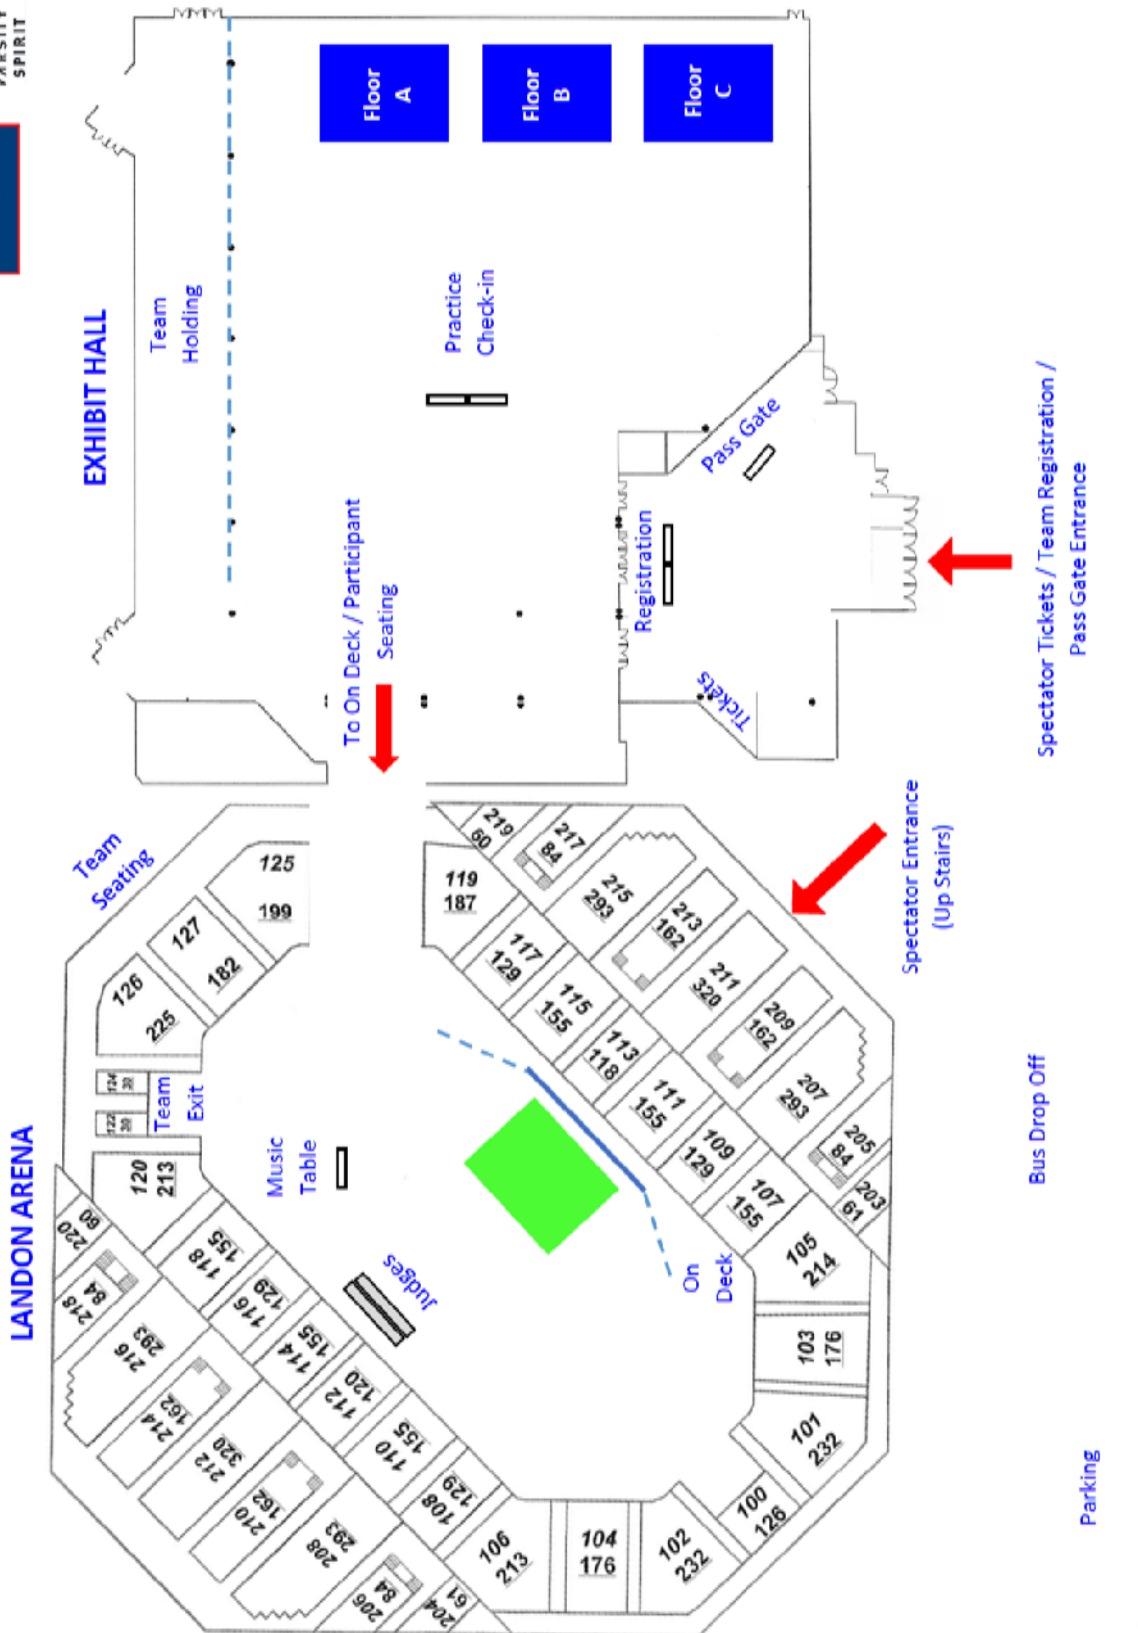 VARSITY
SPIRIT
LANDON ARENA
EXHIBIT HALL
Team
Holding
Floor
A
Floor
B
Floor
C
Practice
Check-in
To On Deck / Participant
Seating
Registration
Pass Gate
Tickets
Spectator Tickets / Team Registration /
Pass Gate Entrance
Spectator Entrance
(Up Stairs)
Bus Drop Off
Parking
Team
Seating
Team
Exit
Music
Table
Judges
On
Deck
125
199
127
182
126
225
124
30
122
30
120
213
220
60
218
84
216
293
214
162
212
320
210
162
208
293
206
84
204
61
118
155
116
129
114
155
112
120
110
155
108
129
106
213
104
176
102
232
100
126
101
232
103
176
105
214
107
155
109
129
111
155
113
118
115
155
117
129
119
187
219
60
217
84
215
293
213
162
211
320
209
162
207
293
205
84
203
61